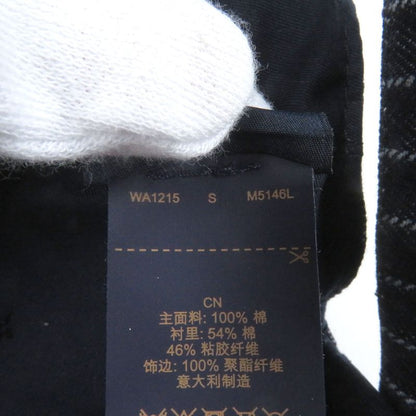 WA1215 S M5146L
CN
主面料: 100% 棉
衬里: 54% 棉
46% 粘胶纤维
饰边: 100% 聚酯纤维
意大利制造